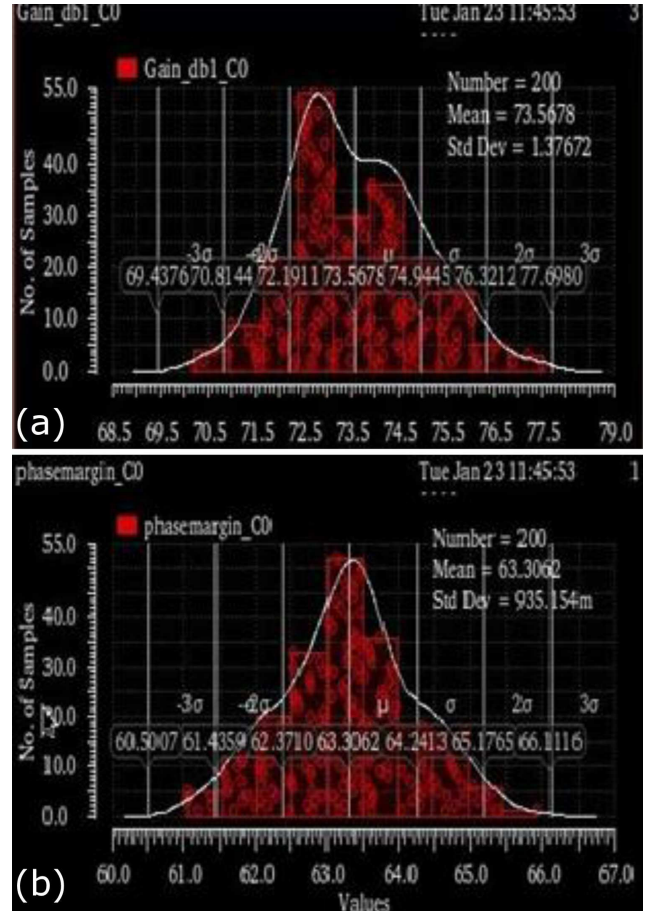 Gain_db1_C0 Tue Jan 23 11:45:53 3
Gain_db1_C0
Number = 200
Mean = 73.5678
Std Dev = 1.37672
No. of Samples
55.0
40.0
30.0
20.0
10.0
0.0
-3σ -2σ μ σ 2σ 3σ
69.4376 70.8144 72.1911 73.5678 74.9445 76.3212 77.6980
68.5 69.5 70.5 71.5 72.5 73.5 74.5 75.5 76.5 77.5 79.0
(a)
phasemargin_C0 Tue Jan 23 11:45:53 1
phasemargin_C0
Number = 200
Mean = 63.3062
Std Dev = 935.154m
No. of Samples
55.0
40.0
30.0
20.0
10.0
0.0
-3σ -2σ μ σ 2σ 3σ
60.5007 61.4359 62.3710 63.3062 64.2413 65.1765 66.1116
60.0 61.0 62.0 63.0 64.0 65.0 66.0 67.0
Values
(b)